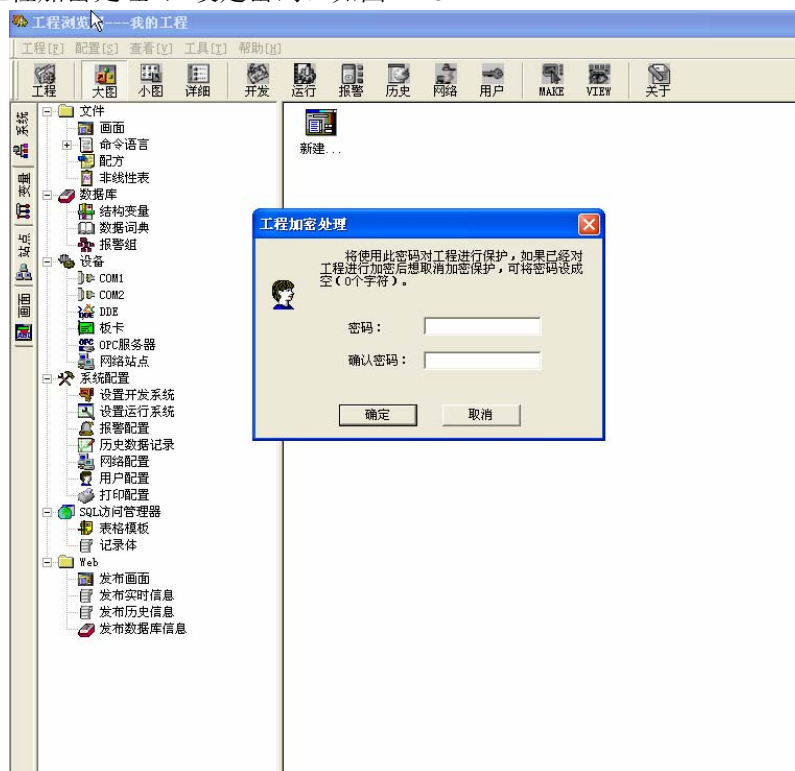 工程浏览---我的工程
工程[F] 配置[S] 查看[V] 工具[T] 帮助[H]
工程 大图 小图 详细 开发 运行 报警 历史 网络 用户 MAKE VIEW 关于
系统
变量
站点
画面
文件
画面
命令语言
配方
非线性表
数据库
结构变量
数据词典
报警组
设备
COM1
COM2
DDE
板卡
OPC服务器
网络站点
系统配置
设置开发系统
设置运行系统
报警配置
历史数据记录
网络配置
用户配置
打印配置
SQL访问管理器
表格模板
记录体
Web
发布画面
发布实时信息
发布历史信息
发布数据库信息
新建...
工程加密处理
将使用此密码对工程进行保护，如果已经对
工程进行加密后想取消加密保护，可将密码设成
空(0个字符)。
密码：
确认密码：
确定 取消